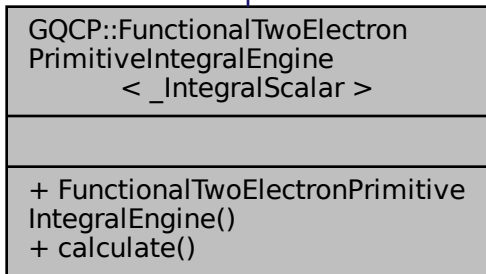 GQCP::FunctionalTwoElectron
PrimitiveIntegralEngine
< _IntegralScalar >
+ FunctionalTwoElectronPrimitive
IntegralEngine()
+ calculate()